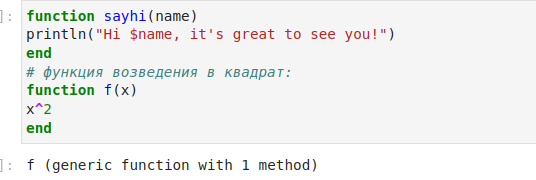 ]:
function sayhi(name)
println("Hi $name, it's great to see you!")
end
# функция возведения в квадрат:
function f(x)
x^2
end
]:
f (generic function with 1 method)